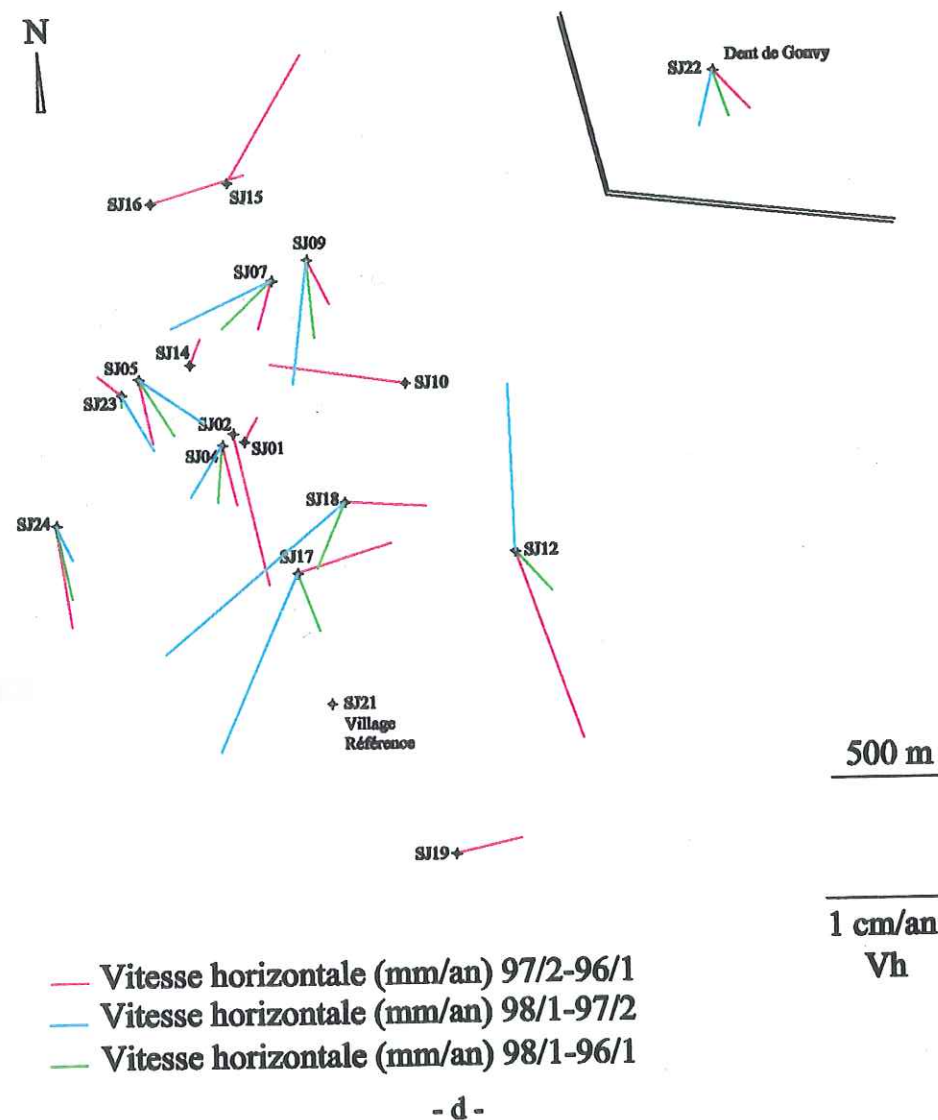 N
SJ22
Dent de Gonvy
SJ16
SJ15
SJ09
SJ07
SJ14
SJ05
SJ10
SJ23
SJ02
SJ01
SJ04
SJ18
SJ24
SJ12
SJ17
SJ21
Village
Référence
500 m
SJ19
1 cm/an
Vh
Vitesse horizontale (mm/an) 97/2-96/1
Vitesse horizontale (mm/an) 98/1-97/2
Vitesse horizontale (mm/an) 98/1-96/1
- d -